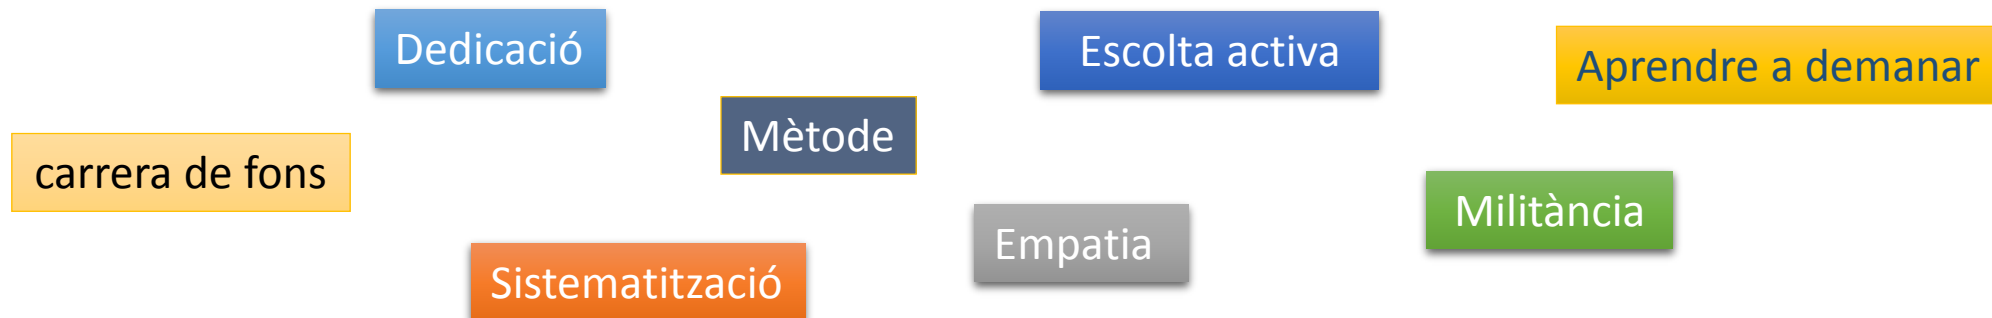 Dedicació
Escolta activa
Aprendre a demanar
Mètode
carrera de fons
Militància
Empatia
Sistematització